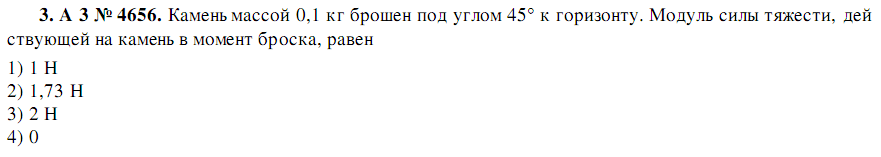 3. А 3 № 4656. Камень массой 0,1 кг брошен под углом 45° к горизонту. Модуль силы тяжести, дей
ствующей на камень в момент броска, равен
1) 1 Н
2) 1,73 Н
3) 2 Н
4) 0